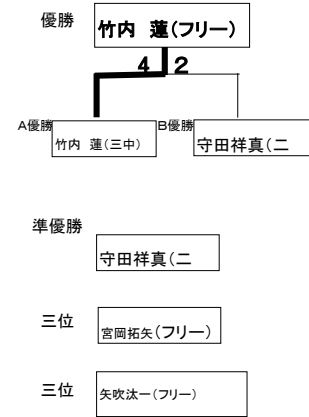 優勝 竹内 蓮(フリー)
4 2
A優勝 竹内 蓮(三中) B優勝 守田祥真(二
準優勝
守田祥真(二
三位 宮岡拓矢(フリー)
三位 矢吹汰一(フリー)